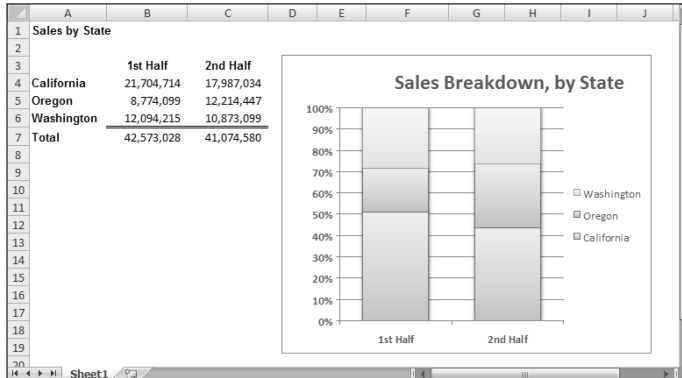 A B C D E F G H I J
1 Sales by State
2
3 1st Half 2nd Half
4 California 21,704,714 17,987,034
5 Oregon 8,774,099 12,214,447
6 Washington 12,094,215 10,873,099
7 Total 42,573,028 41,074,580
8
9
10
11
12
13
14
15
16
17
18
19
20
Sales Breakdown, by State
100%
90%
80%
70%
60%
50%
40%
30%
20%
10%
0%
1st Half 2nd Half
Washington
Oregon
California
Sheet1